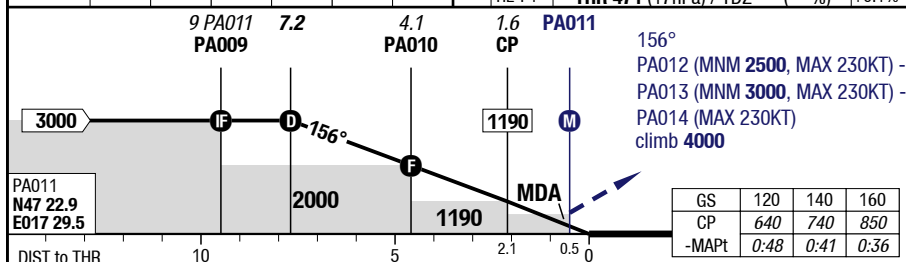 THR 471 (17hPa) / TDZ
9 PA011 7.2 4.1 1.6 PA011
PA009 PA010 CP
156°
PA012 (MNM 2500, MAX 230KT) -
PA013 (MNM 3000, MAX 230KT) -
PA014 (MAX 230KT)
climb 4000
3000 IF D 156° 1190 M
F
PA011
N47 22.9
E017 29.5
2000 1190 MDA
GS 120 140 160
CP 640 740 850
-MAPt 0:48 0:41 0:36
DIST to THR 10 5 2.1 0.5 0